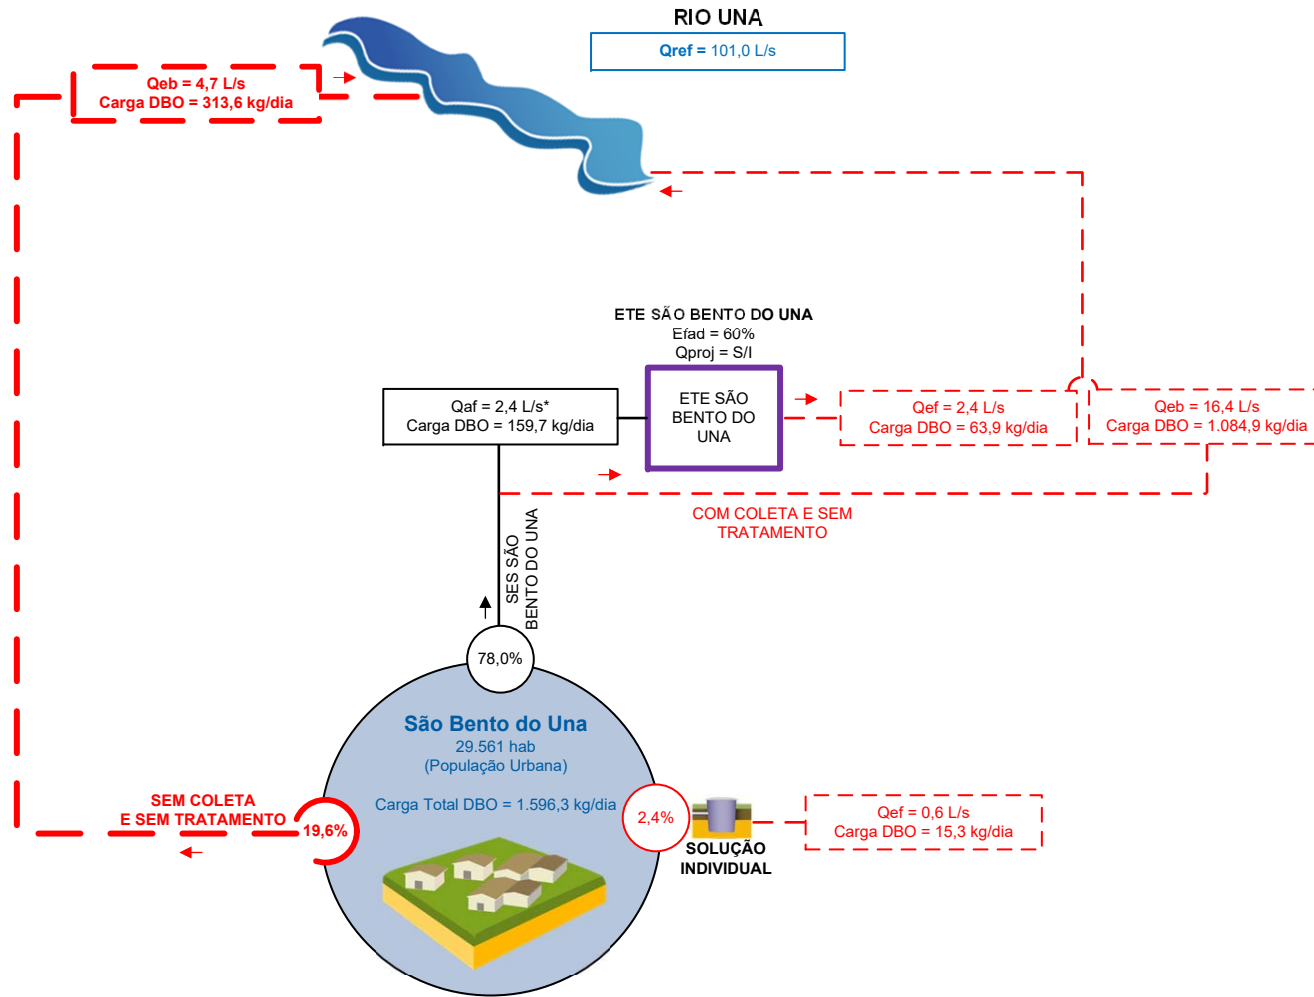 RIO UNA
Qref = 101,0 L/s
Qeb = 4,7 L/s
Carga DBO = 313,6 kg/dia
ETE SÃO BENTO DO UNA
Efad = 60%
Qproj = S/I
Qaf = 2,4 L/s*
Carga DBO = 159,7 kg/dia
ETE SÃO
BENTO DO
UNA
Qef = 2,4 L/s
Carga DBO = 63,9 kg/dia
Qeb = 16,4 L/s
Carga DBO = 1.084,9 kg/dia
COM COLETA E SEM
TRATAMENTO
SES SÃO
BENTO DO UNA
78,0%
São Bento do Una
29.561 hab
(População Urbana)
Carga Total DBO = 1.596,3 kg/dia
SEM COLETA
E SEM TRATAMENTO
19,6%
2,4%
SOLUÇÃO
INDIVIDUAL
Qef = 0,6 L/s
Carga DBO = 15,3 kg/dia